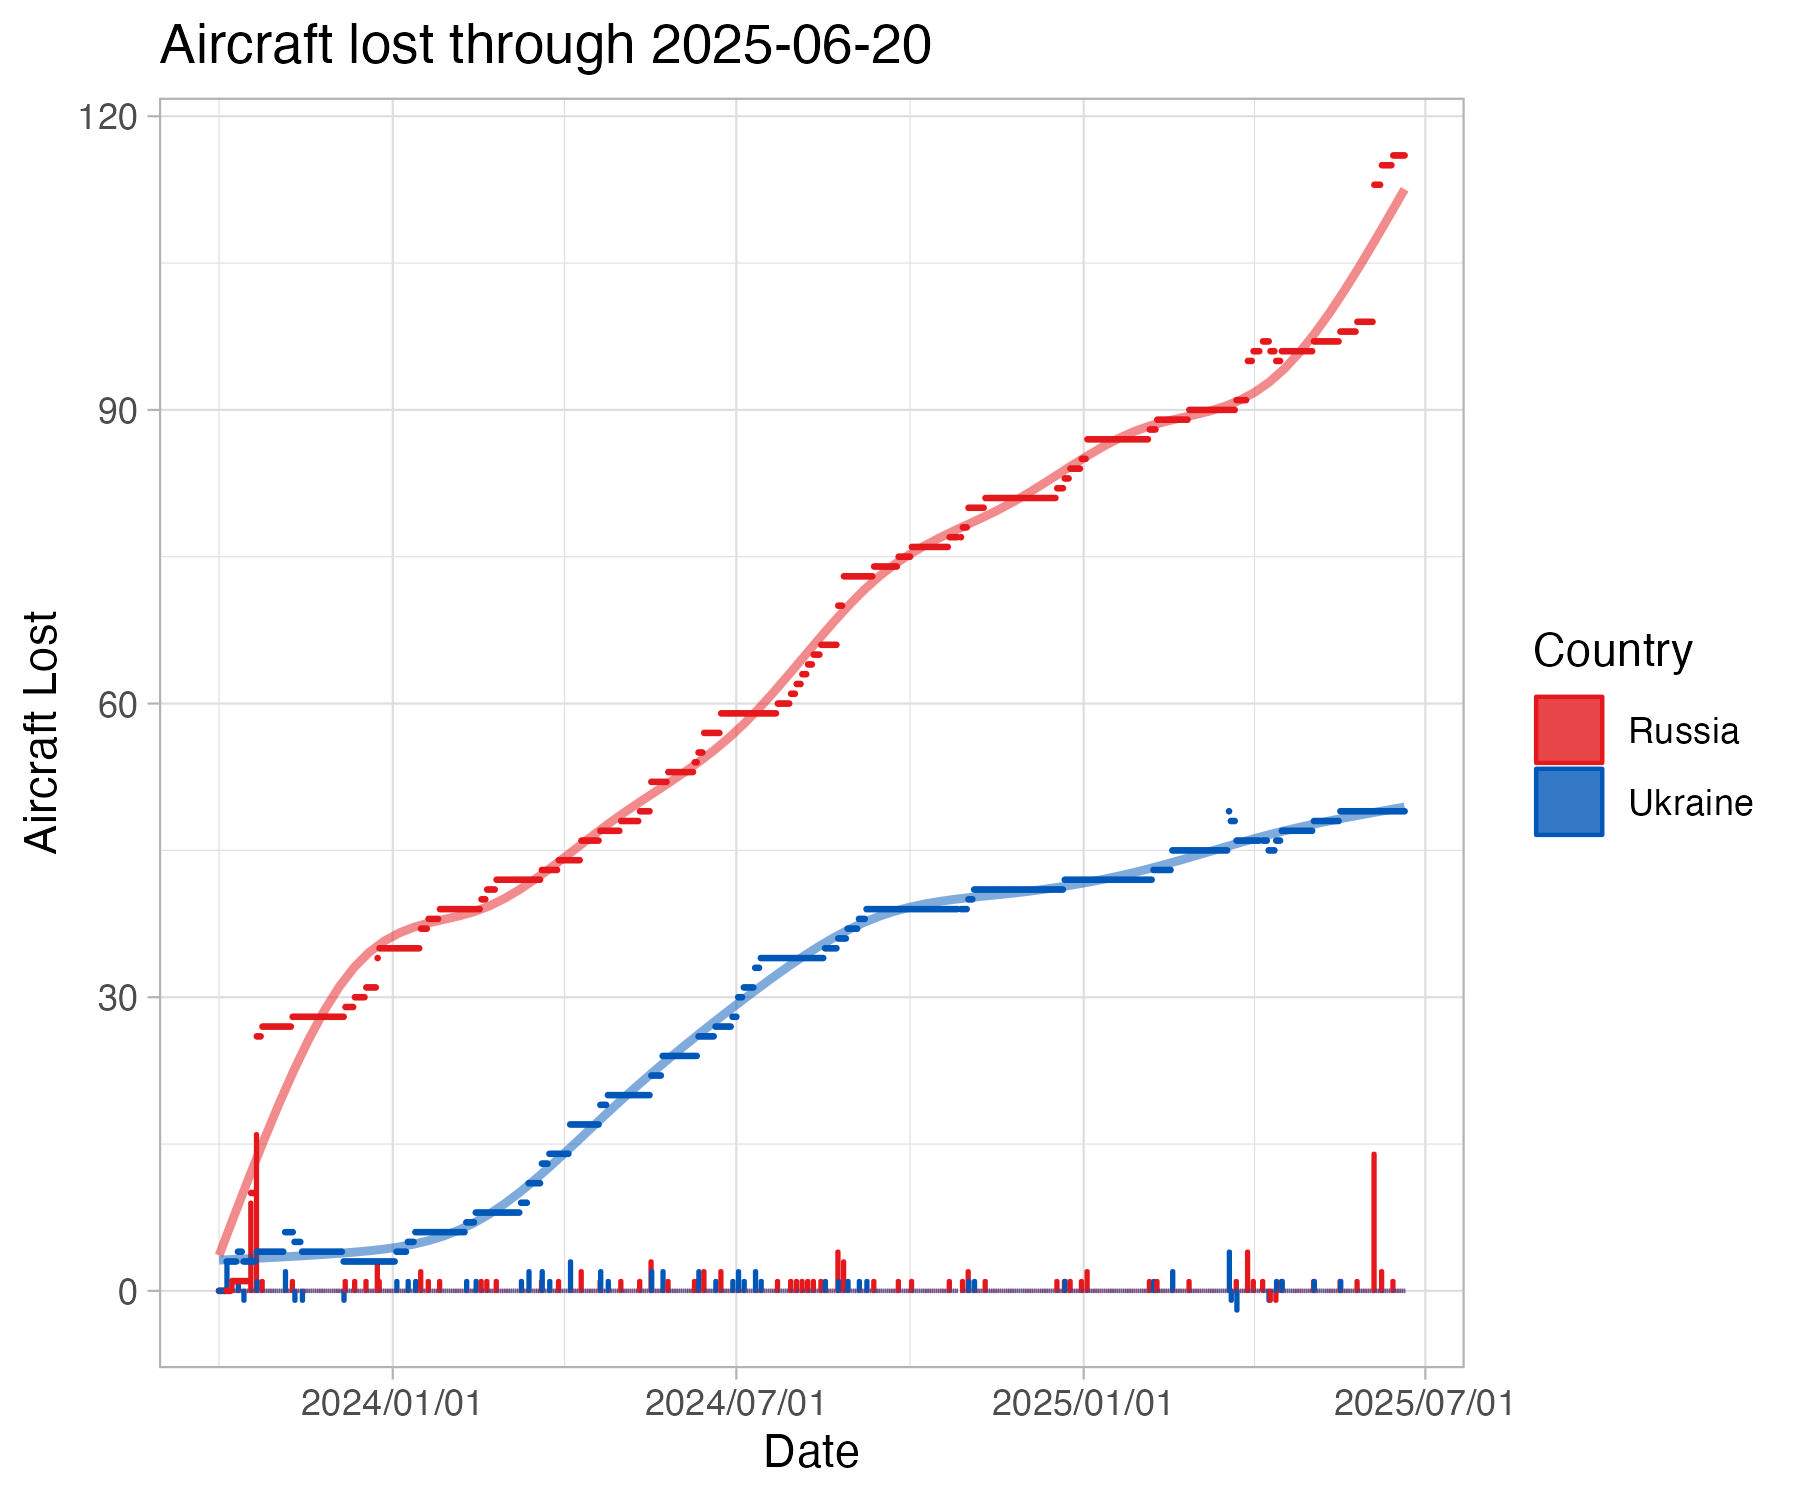 Aircraft lost through 2025-06-20
120
90
60
30
0
Aircraft Lost
2024/01/01
2024/07/01
2025/01/01
2025/07/01
Date
Country
Russia
Ukraine